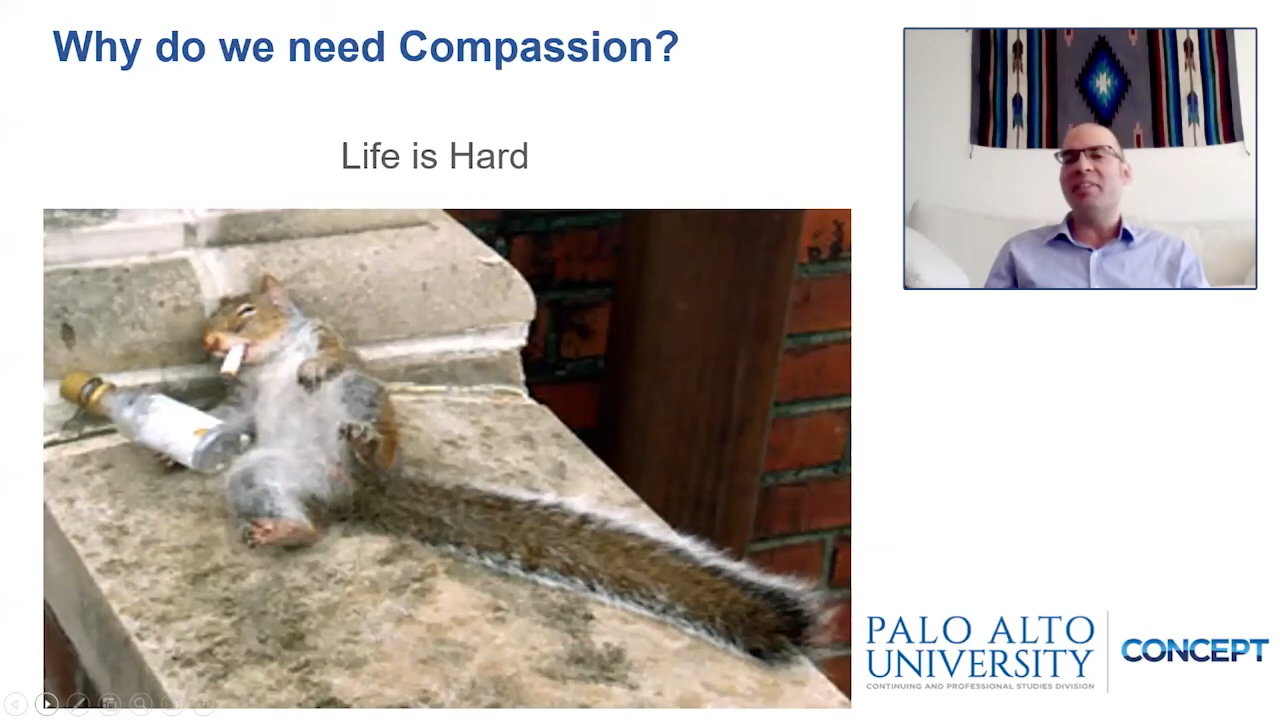 Why do we need Compassion?
Life is Hard
PALO ALTO
UNIVERSITY
CONTINUING AND PROFESSIONAL STUDIES DIVISION
CONCEPT